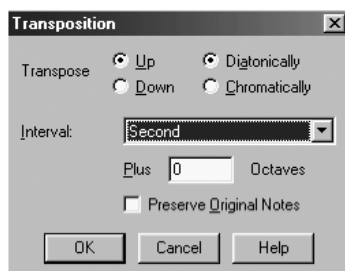 Transposition
Transpose Up Diatonically
Down Chromatically
Interval: Second
Plus 0 Octaves
Preserve Original Notes
OK Cancel Help